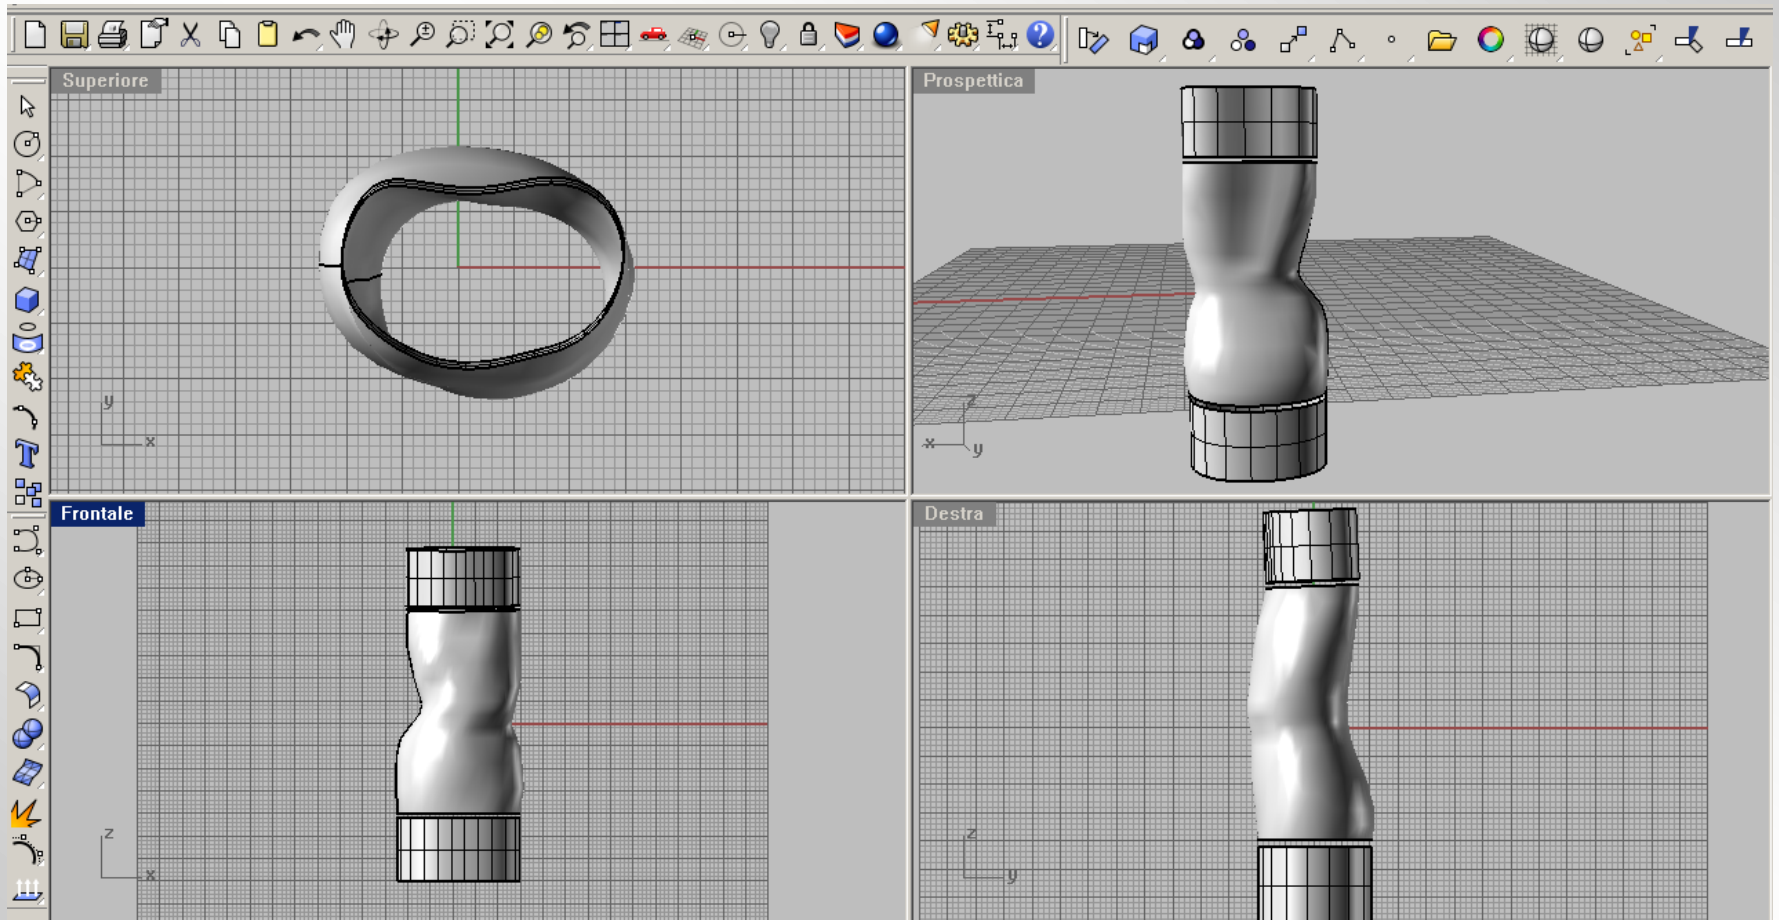 Superiore
Prospettica
y
x
z
x
y
Frontale
Destra
z
x
z
y